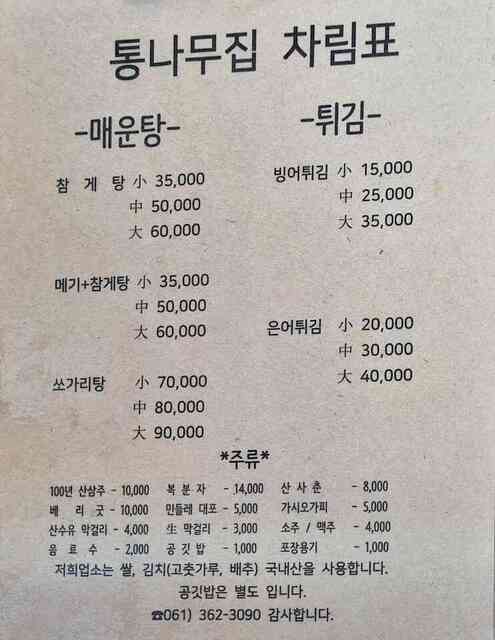 통나무집 차림표
-매운탕-
참 게 탕 小 35,000
中 50,000
大 60,000
메기+참게탕 小 35,000
中 50,000
大 60,000
쏘가리탕 小 70,000
中 80,000
大 90,000
-튀김-
빙어튀김 小 15,000
中 25,000
大 35,000
은어튀김 小 20,000
中 30,000
大 40,000
*주류*
100년 산삼주 - 10,000 복 분 자 - 14,000 산 사 춘 - 8,000
베 리 굿 - 10,000 민들레 대포 - 5,000 가시오가피 - 5,000
산수유 막걸리 - 4,000 生 막걸리 - 3,000 소주 / 맥주 - 4,000
음 료 수 - 2,000 공 깃 밥 - 1,000 포장용기 - 1,000
저희업소는 쌀, 김치(고춧가루, 배추) 국내산을 사용합니다.
공깃밥은 별도 입니다.
☎061) 362-3090 감사합니다.